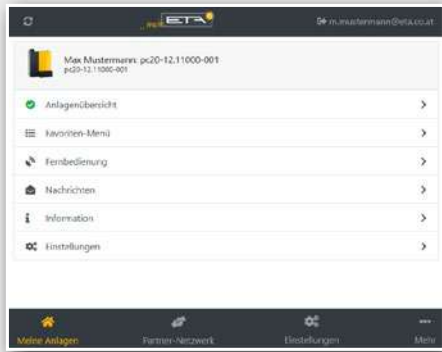 meinETA
m.mustermann@eta.co.at
Max Mustermann: pc20-12.11000-001
pc20-12.11000-001
Anlagenübersicht
Favoriten-Menü
Fernbedienung
Nachrichten
Information
Einstellungen
Meine Anlagen
Partner-Netzwerk
Einstellungen
Mehr